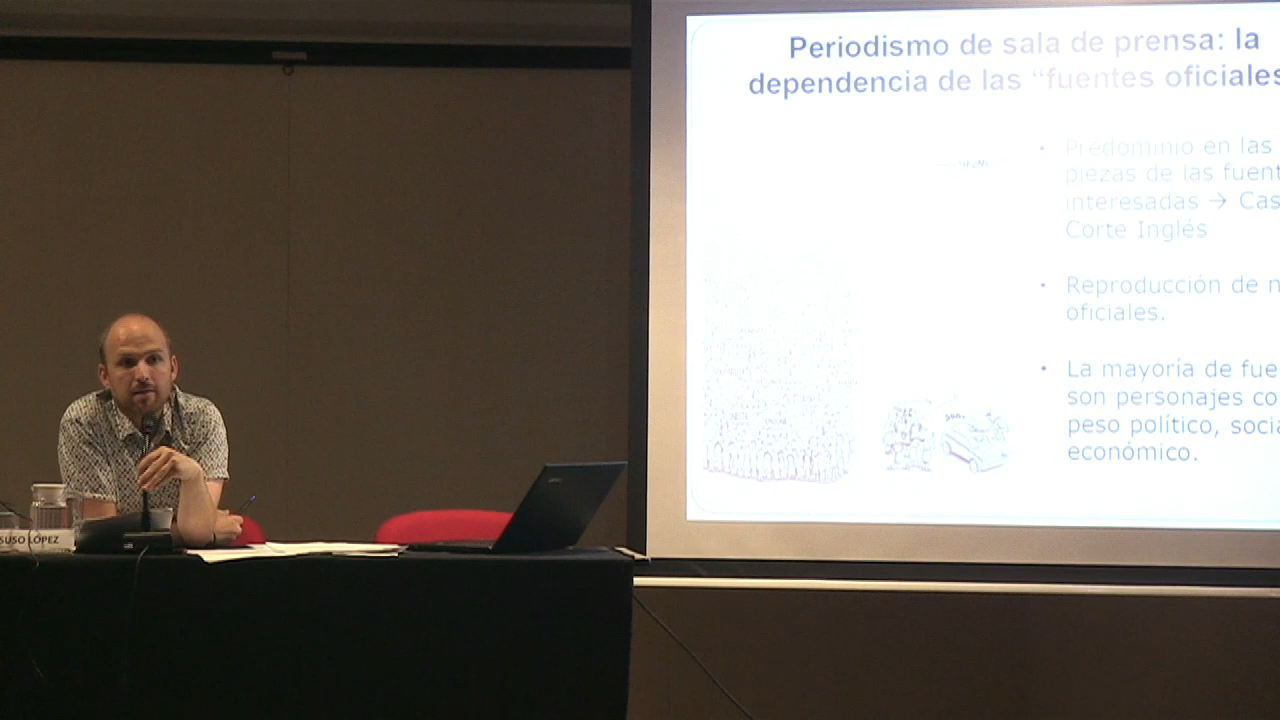 Periodismo de sala de prensa: la
dependencia de las “fuentes oficiales
• Predominio en las
piezas de las fuent
interesadas → Cas
Corte Inglés
• Reproducción de n
oficiales.
• La mayoría de fue
son personajes co
peso político, socia
económico.
SUSO LÓPEZ